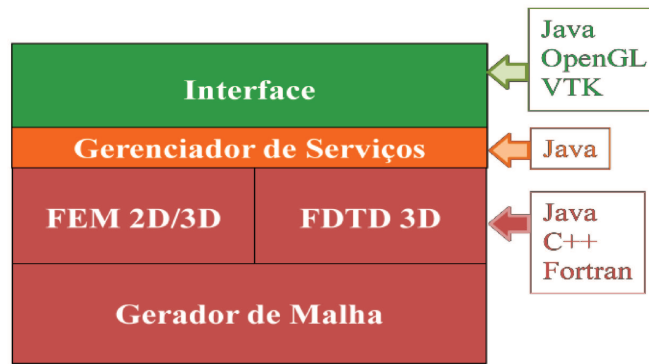 Interface
Java
OpenGL
VTK
Gerenciador de Serviços
Java
FEM 2D/3D
FDTD 3D
Java
C++
Fortran
Gerador de Malha